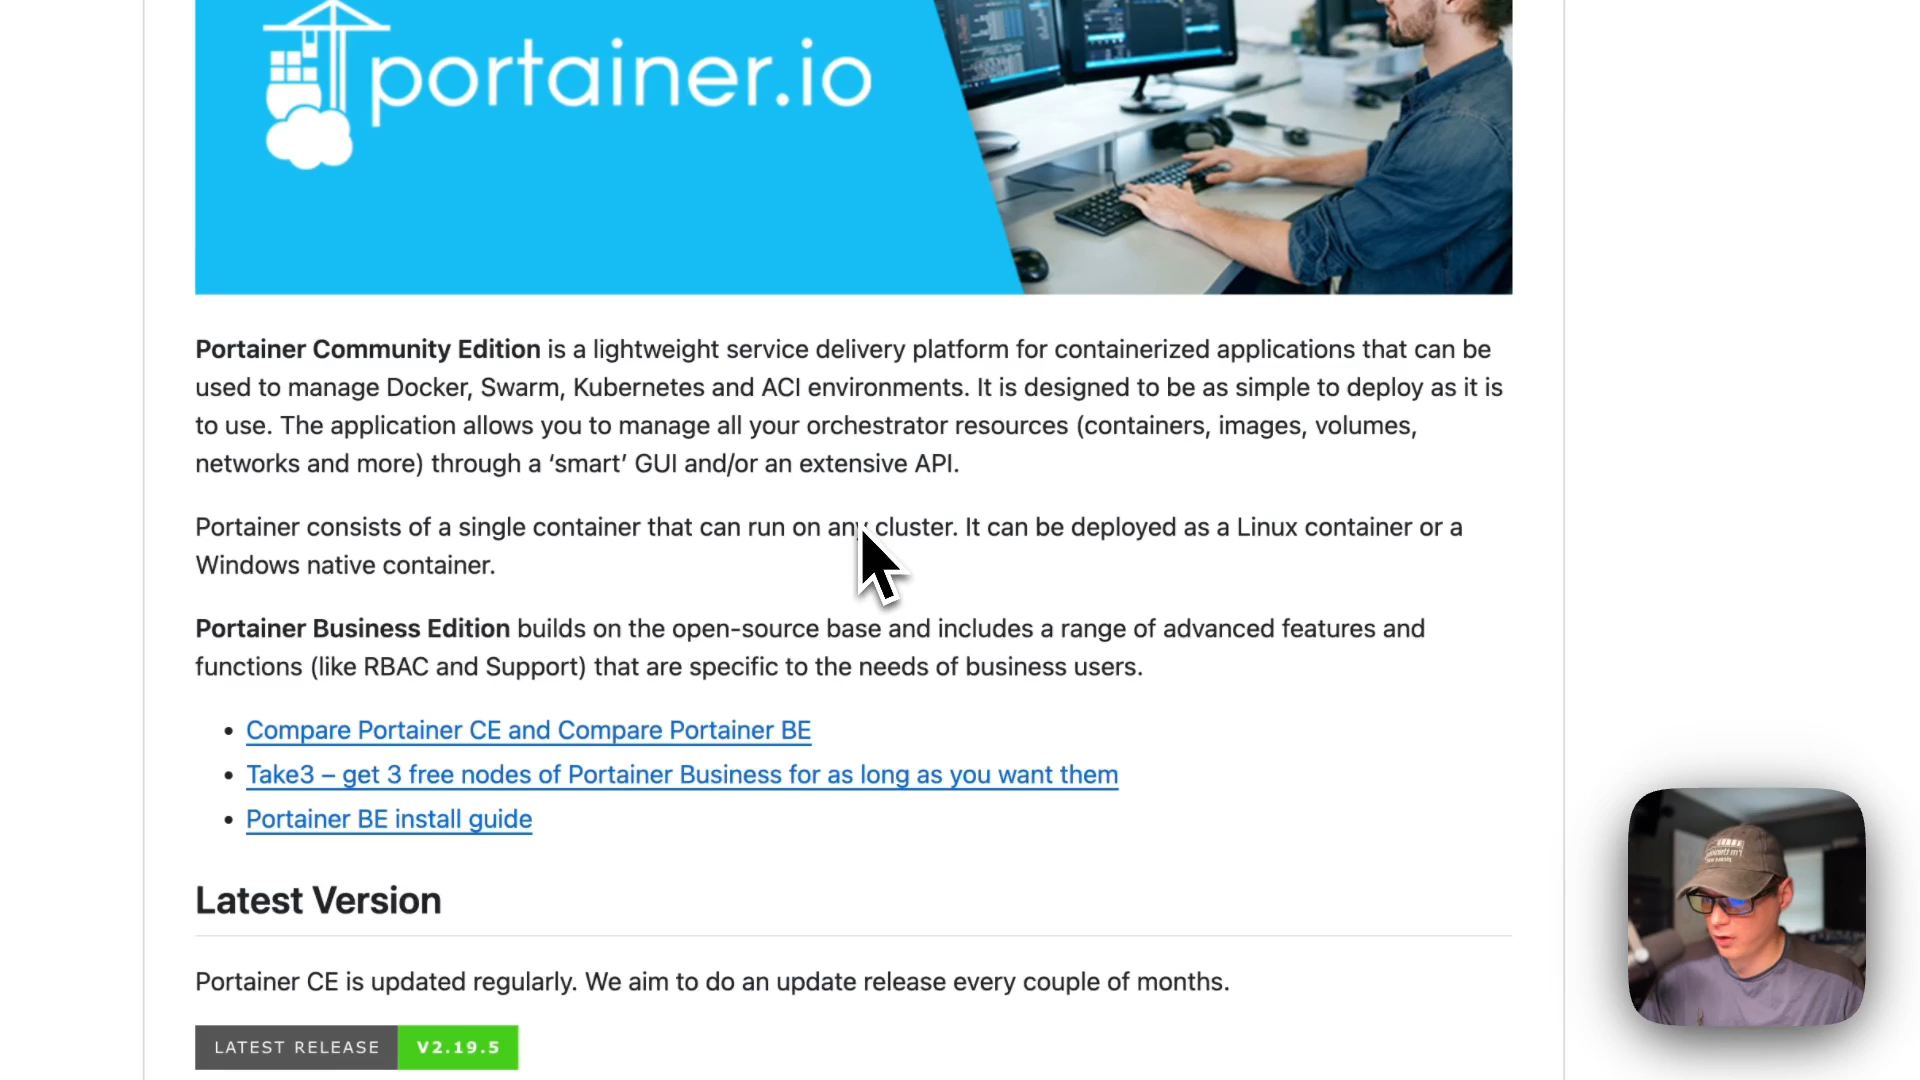 portainer.io
Portainer Community Edition is a lightweight service delivery platform for containerized applications that can be
used to manage Docker, Swarm, Kubernetes and ACI environments. It is designed to be as simple to deploy as it is
to use. The application allows you to manage all your orchestrator resources (containers, images, volumes,
networks and more) through a ‘smart’ GUI and/or an extensive API.
Portainer consists of a single container that can run on any cluster. It can be deployed as a Linux container or a
Windows native container.
Portainer Business Edition builds on the open-source base and includes a range of advanced features and
functions (like RBAC and Support) that are specific to the needs of business users.
• Compare Portainer CE and Compare Portainer BE
• Take3 – get 3 free nodes of Portainer Business for as long as you want them
• Portainer BE install guide
Latest Version
Portainer CE is updated regularly. We aim to do an update release every couple of months.
LATEST RELEASE V2.19.5